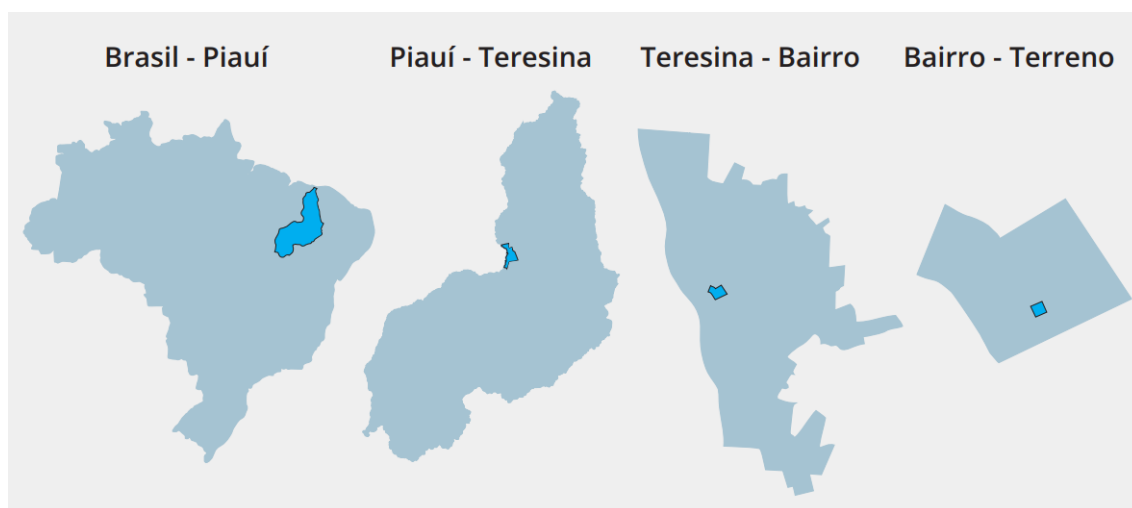 Brasil - Piauí
Piauí - Teresina
Teresina - Bairro
Bairro - Terreno